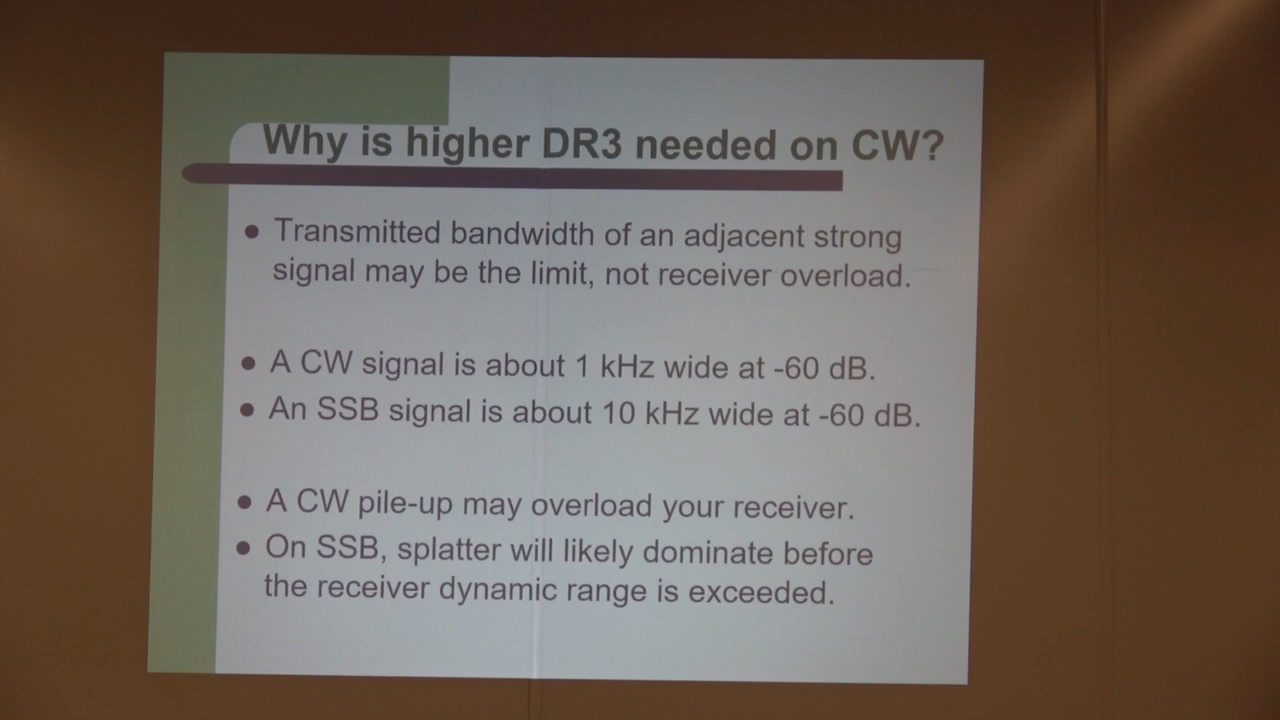 Why is higher DR3 needed on CW?
● Transmitted bandwidth of an adjacent strong
signal may be the limit, not receiver overload.
● A CW signal is about 1 kHz wide at -60 dB.
● An SSB signal is about 10 kHz wide at -60 dB.
● A CW pile-up may overload your receiver.
● On SSB, splatter will likely dominate before
the receiver dynamic range is exceeded.